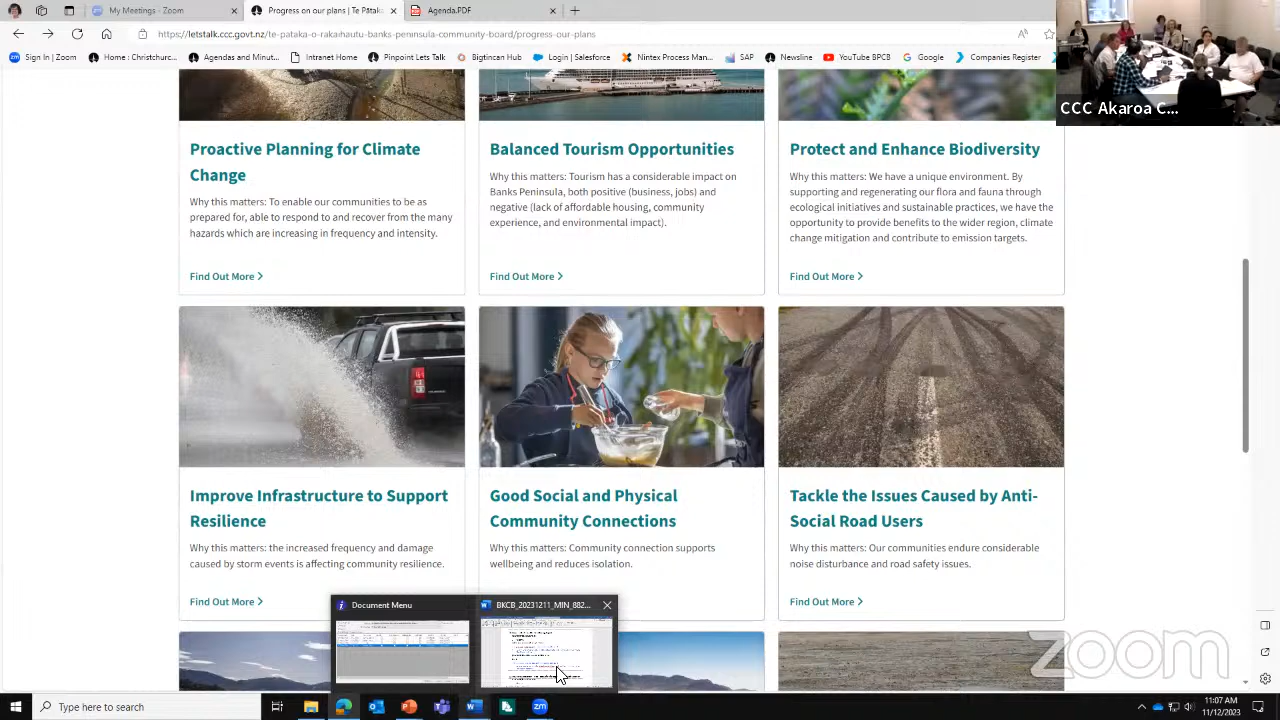 My Meetings - Zoom
Progress on our plans | Te Pāt
Agenda.PDF
https://letstalk.ccc.govt.nz/te-pataka-o-rakaihautu-banks-peninsula-community-board/progress-our-plans
Sign In | Zoom
Home » christchurc...
Agendas and Minut...
Intranet Home
Pinpoint Lets Talk
Bigtincan Hub
Login | Salesforce
Nintex Process Man...
SAP
Newsline
YouTube BPCB
Google
Companies Register
CCC Akaroa C...
Proactive Planning for Climate
Change
Why this matters: To enable our communities to be as
prepared for, able to respond to and recover from the many
hazards which are increasing in frequency and intensity.
Find Out More
Balanced Tourism Opportunities
Why this matters: Tourism has a considerable impact on
Banks Peninsula, both positive (business, jobs) and
negative (lack of affordable housing, community
experience, and environmental impact).
Find Out More
Protect and Enhance Biodiversity
Why this matters: We have a unique environment. By
supporting and regenerating our flora and fauna through
ecological initiatives and sustainable practices, we have the
opportunity to provide benefits to the wider region, climate
change mitigation and contribute to emission targets.
Find Out More
Improve Infrastructure to Support
Resilience
Why this matters: the increased frequency and damage
caused by storm events is affecting community resilience.
Find Out More
Good Social and Physical
Community Connections
Why this matters: Community connection supports
wellbeing and reduces isolation.
Tackle the Issues Caused by Anti-
Social Road Users
Why this matters: Our communities endure considerable
noise disturbance and road safety issues.
Find Out More
Document Menu
BKCB_20231211_MIN_882...
zoom
Type here to search
11:07 AM
11/12/2023